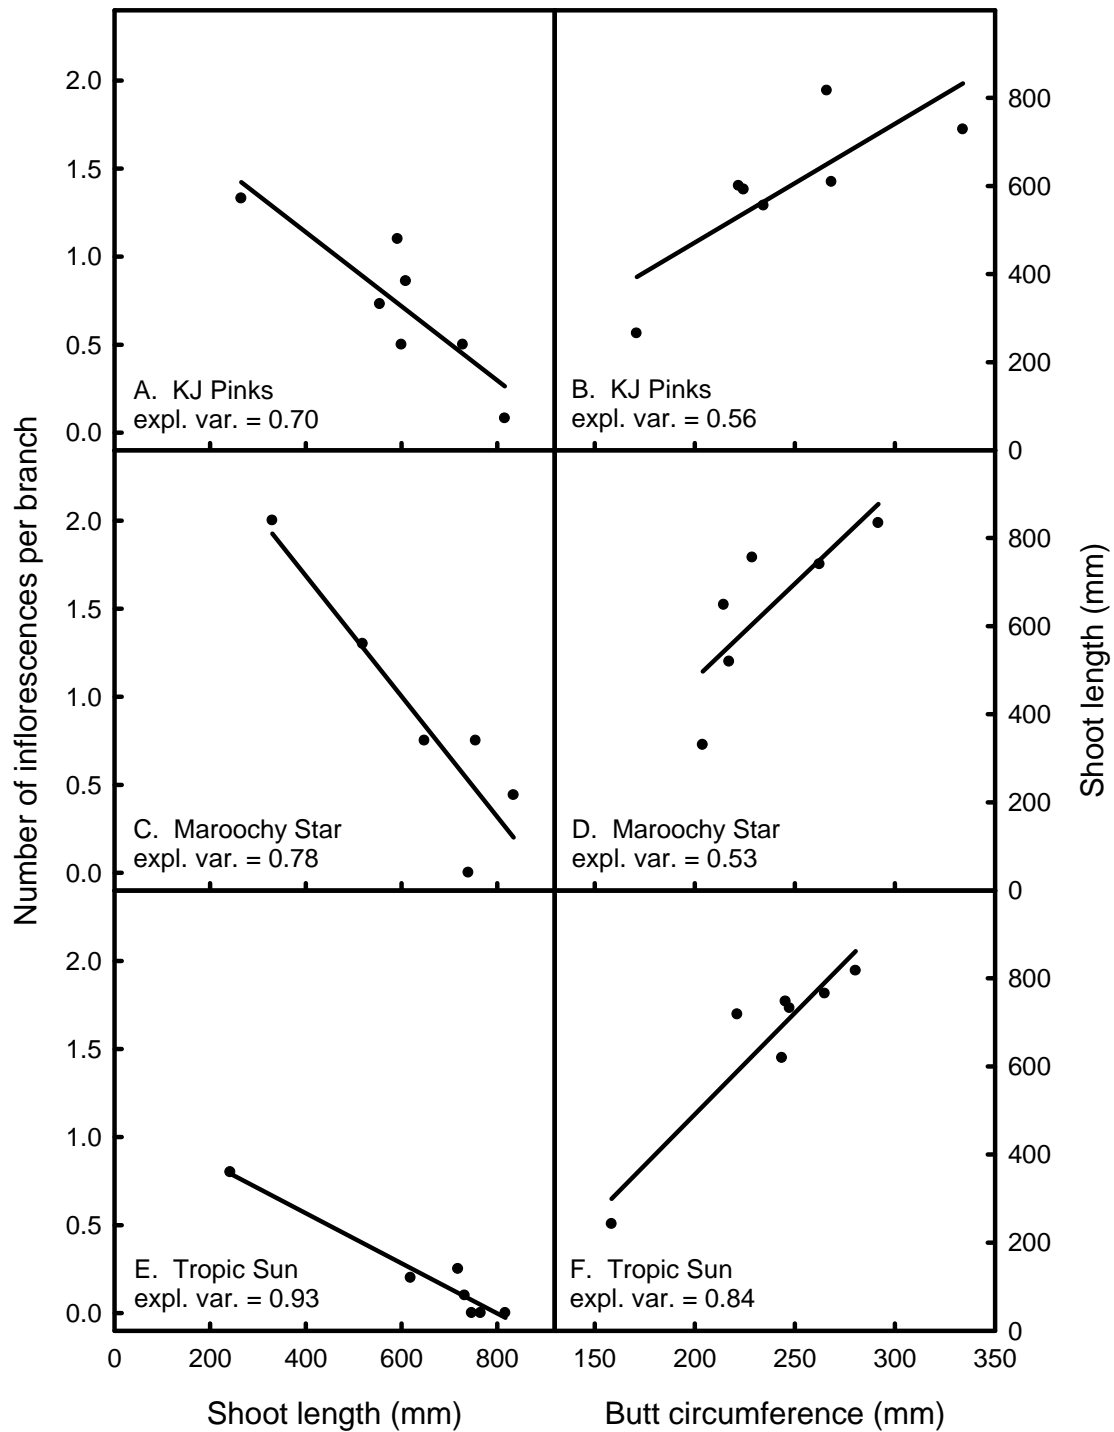 Number of inflorescences per branch
2.0
1.5
1.0
0.5
0.0
A. KJ Pinks
expl. var. = 0.70
B. KJ Pinks
expl. var. = 0.56
800
600
400
200
0
2.0
1.5
1.0
0.5
0.0
C. Maroochy Star
expl. var. = 0.78
D. Maroochy Star
expl. var. = 0.53
800
600
400
200
0
Shoot length (mm)
2.0
1.5
1.0
0.5
0.0
E. Tropic Sun
expl. var. = 0.93
F. Tropic Sun
expl. var. = 0.84
800
600
400
200
0
0 200 400 600 800
150 200 250 300 350
Shoot length (mm)
Butt circumference (mm)